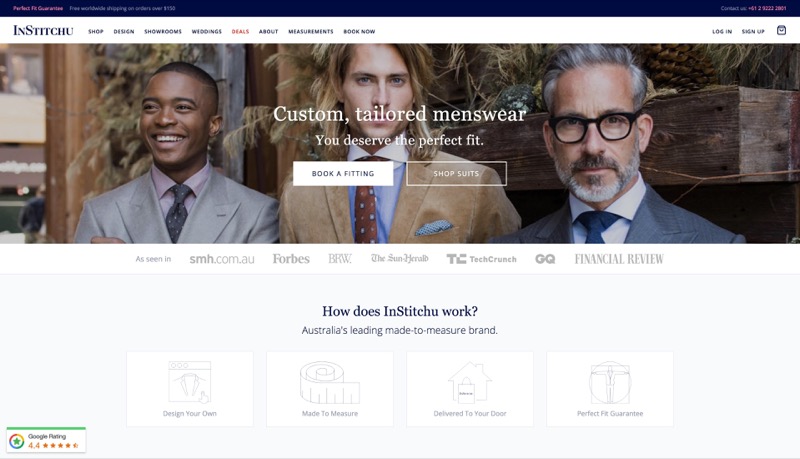 Perfect Fit Guarantee Free worldwide shipping on orders over $150 Contact us: +61 2 9222 2801
INSTITCHU SHOP DESIGN SHOWROOMS WEDDINGS DEALS ABOUT MEASUREMENTS BOOK NOW LOG IN SIGN UP
Custom, tailored menswear
You deserve the perfect fit.
BOOK A FITTING SHOP SUITS
As seen in smh.com.au Forbes BRW. The Sun-Herald TC TechCrunch GQ FINANCIAL REVIEW
How does InStitchu work?
Australia's leading made-to-measure brand.
Design Your Own Made To Measure Delivered To Your Door Perfect Fit Guarantee
Google Rating
4.4